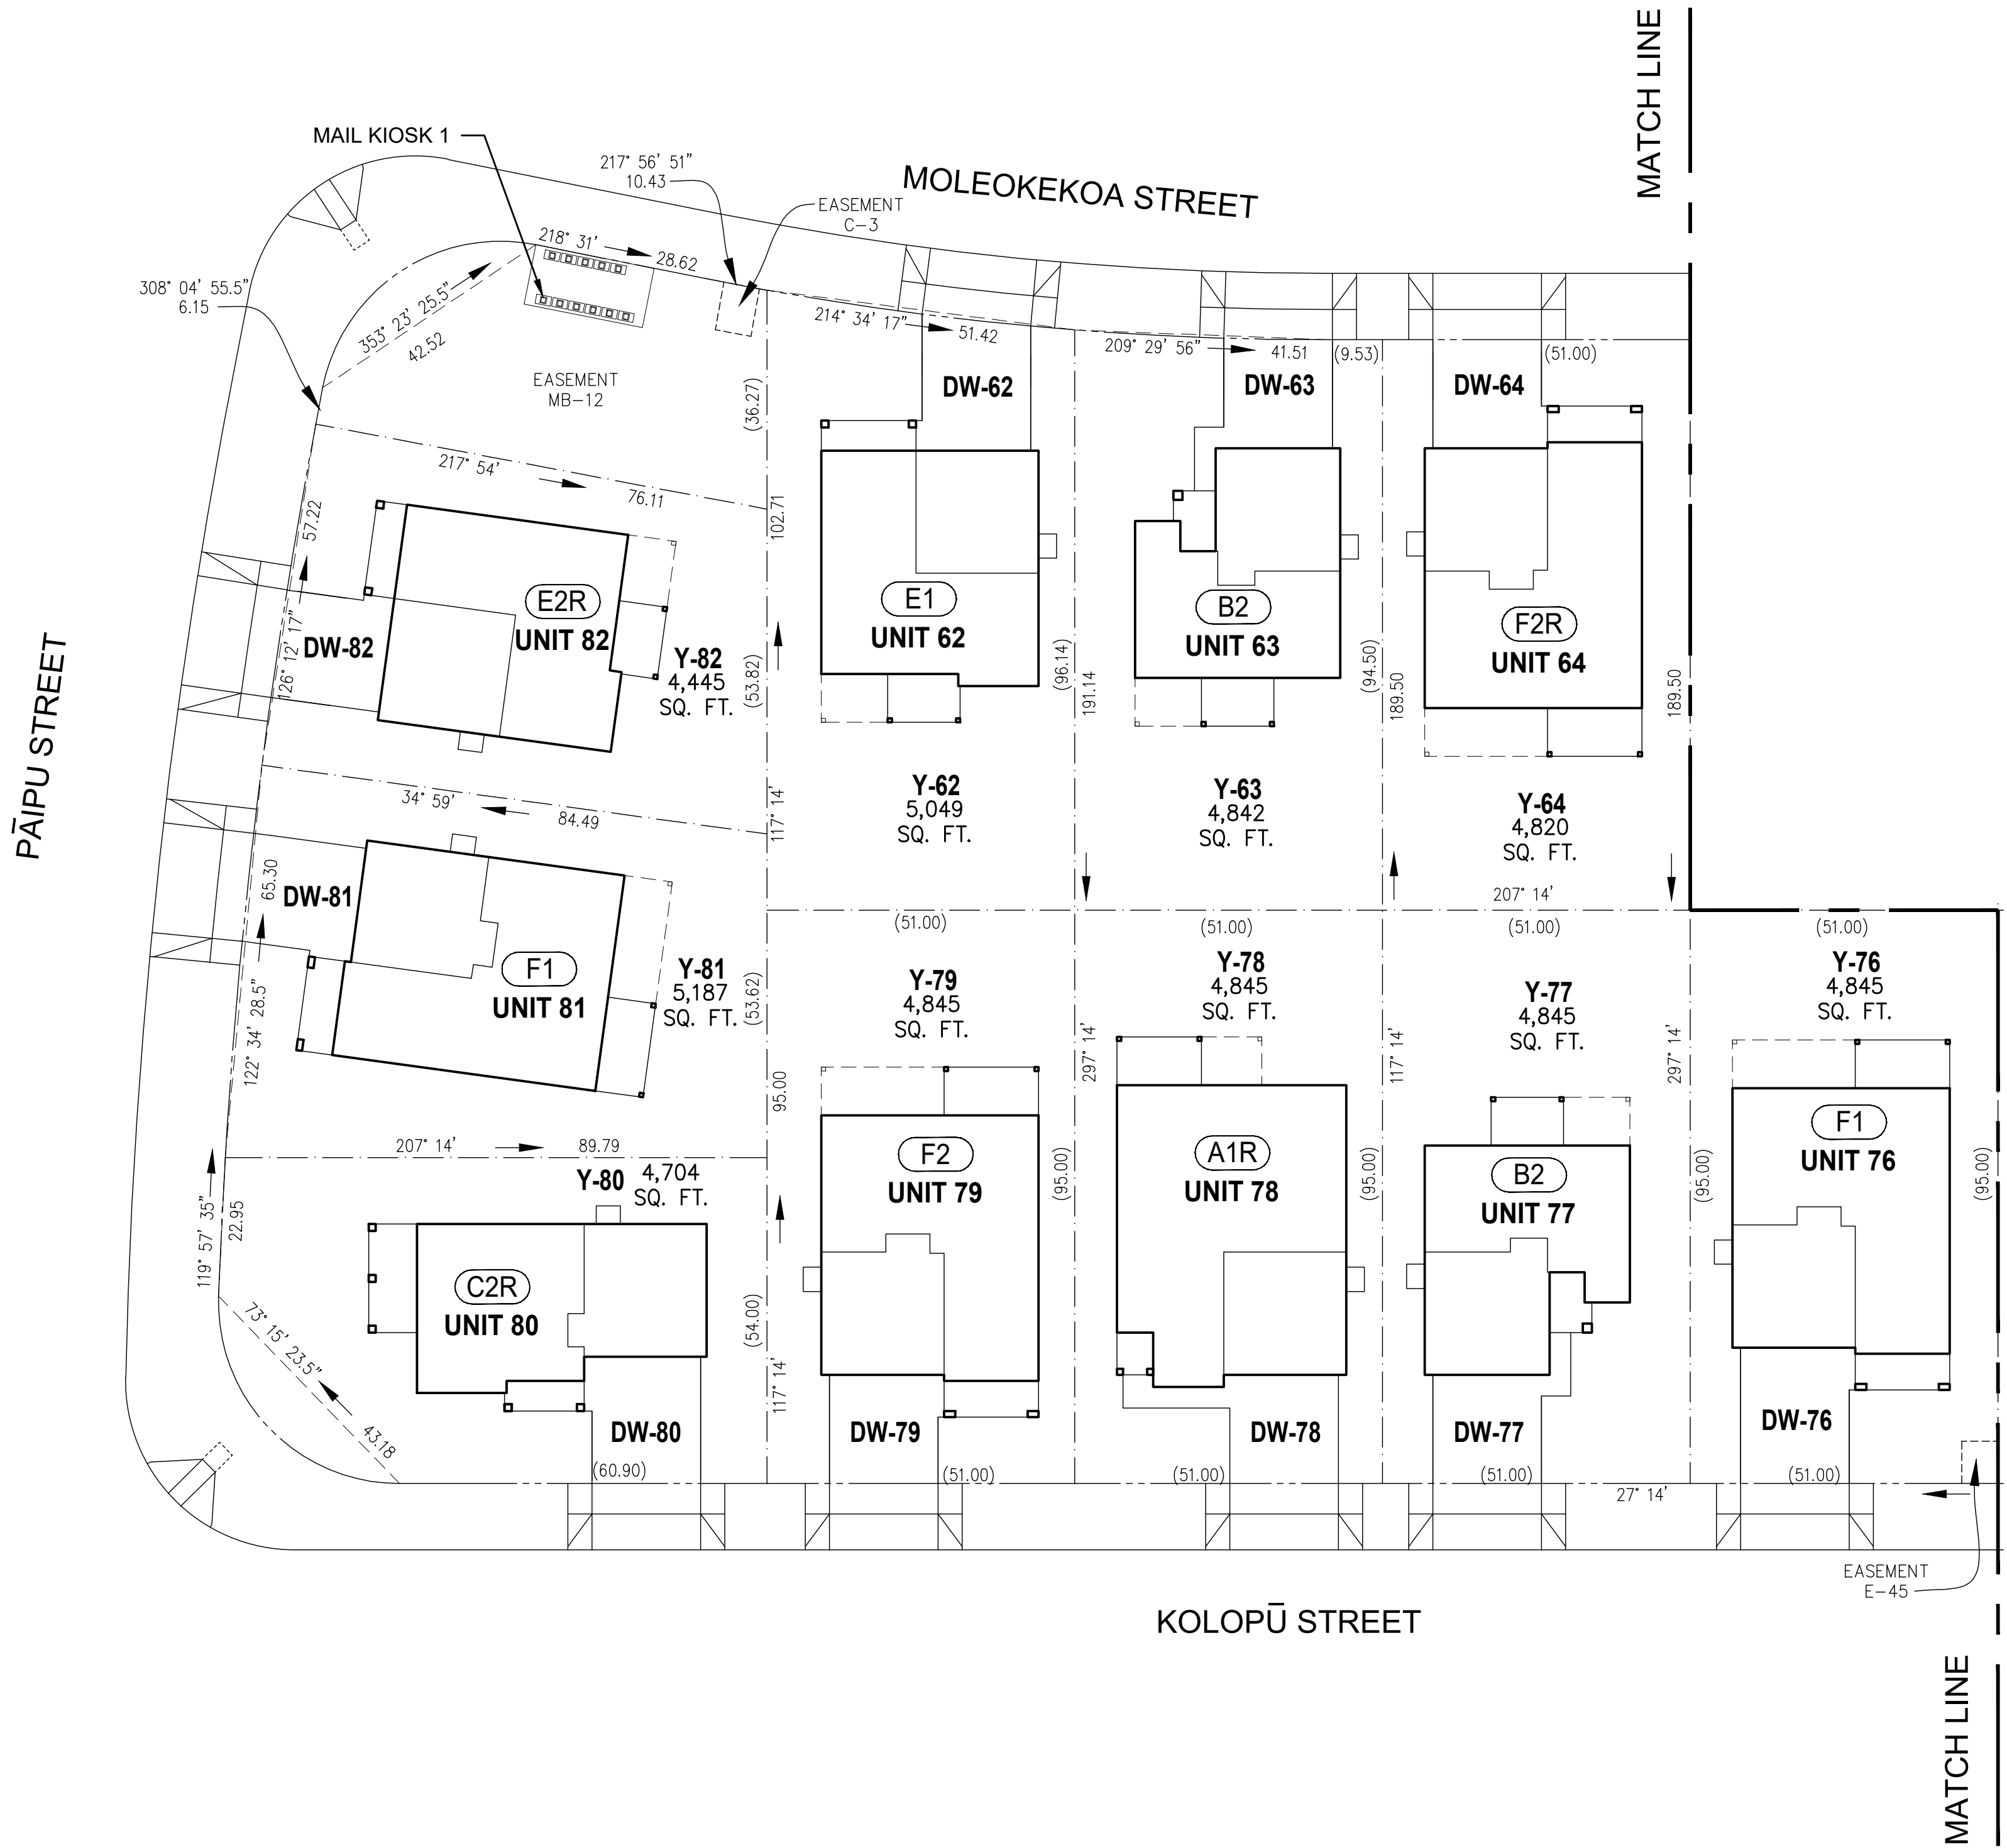 MATCH LINE
MAIL KIOSK 1
217° 56' 51"
10.43
MOLEOKEKOA STREET
EASEMENT
C-3
218° 31'
28.62
308° 04' 55.5"
6.15
353° 23' 25.5"
42.52
EASEMENT
MB-12
214° 34' 17"
51.42
209° 29' 56"
41.51
(9.53)
(51.00)
(36.27)
DW-62
DW-63
DW-64
217° 54'
76.11
102.71
57.22
126° 12' 17"
E2R
UNIT 82
DW-82
Y-82
4,445
SQ. FT.
(53.82)
E1
UNIT 62
B2
UNIT 63
F2R
UNIT 64
(96.14)
191.14
(94.50)
189.50
189.50
PĀIPU STREET
34° 59'
84.49
117° 14'
Y-62
5,049
SQ. FT.
Y-63
4,842
SQ. FT.
Y-64
4,820
SQ. FT.
65.30
DW-81
122° 34' 28.5"
F1
UNIT 81
Y-81
5,187
SQ. FT.
(53.62)
207° 14'
(51.00)
(51.00)
(51.00)
(51.00)
Y-79
4,845
SQ. FT.
Y-78
4,845
SQ. FT.
Y-77
4,845
SQ. FT.
Y-76
4,845
SQ. FT.
95.00
297° 14'
117° 14'
297° 14'
207° 14'
89.79
Y-80
4,704
SQ. FT.
F2
UNIT 79
A1R
UNIT 78
B2
UNIT 77
F1
UNIT 76
(95.00)
(95.00)
(95.00)
(95.00)
119° 57' 35"
22.95
C2R
UNIT 80
73° 15' 23.5"
43.18
(54.00)
117° 14'
DW-80
DW-79
DW-78
DW-77
DW-76
(60.90)
(51.00)
(51.00)
(51.00)
(51.00)
27° 14'
EASEMENT
E-45
KOLOPŪ STREET
MATCH LINE